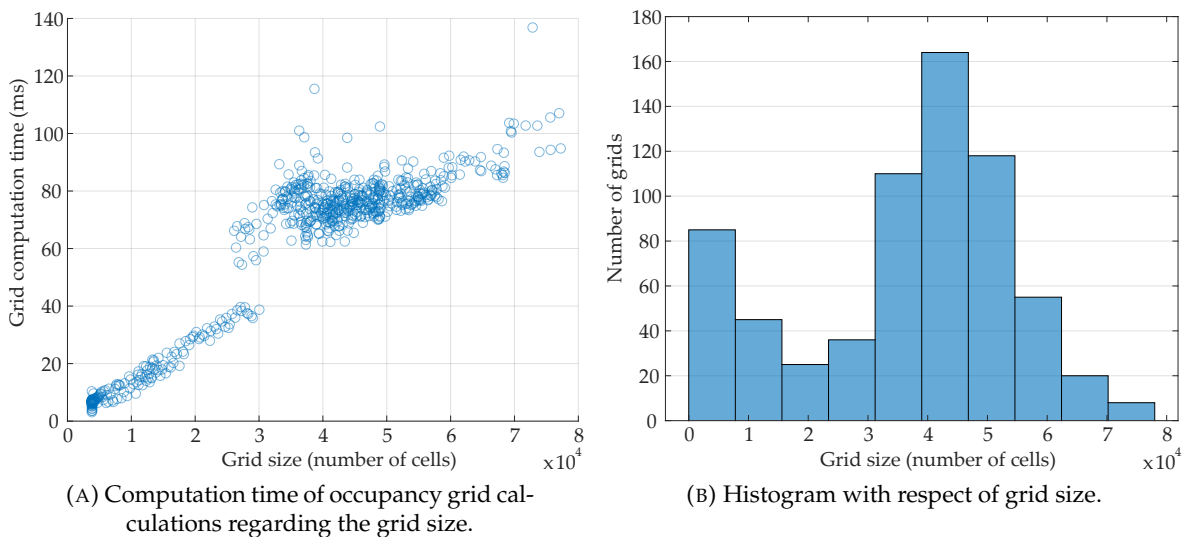 140
120
100
80
60
40
20
0
Grid computation time (ms)
0 1 2 3 4 5 6 7 8
Grid size (number of cells)
x10^4
(A) Computation time of occupancy grid cal-
culations regarding the grid size.
180
160
140
120
100
80
60
40
20
0
Number of grids
0 1 2 3 4 5 6 7 8
Grid size (number of cells)
x10^4
(B) Histogram with respect of grid size.